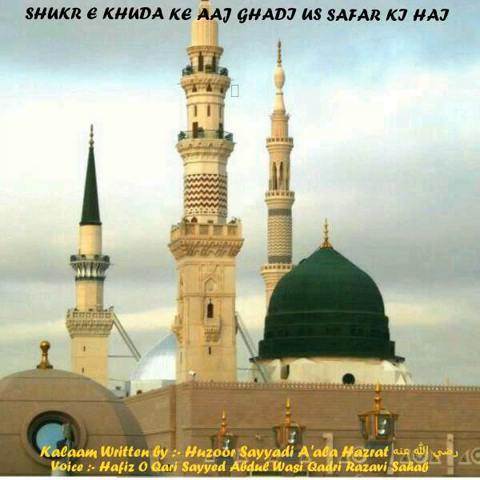 SHUKR E KHUDA KE AAJ GHADI US SAFAR KI HAI
Kalaam Written by :- Huzoor Sayyadi A'ala Hazrat رضي الله عنه
Voice :- Hafiz O Qari Sayyed Abdul Wasi Qadri Razavi Sahab